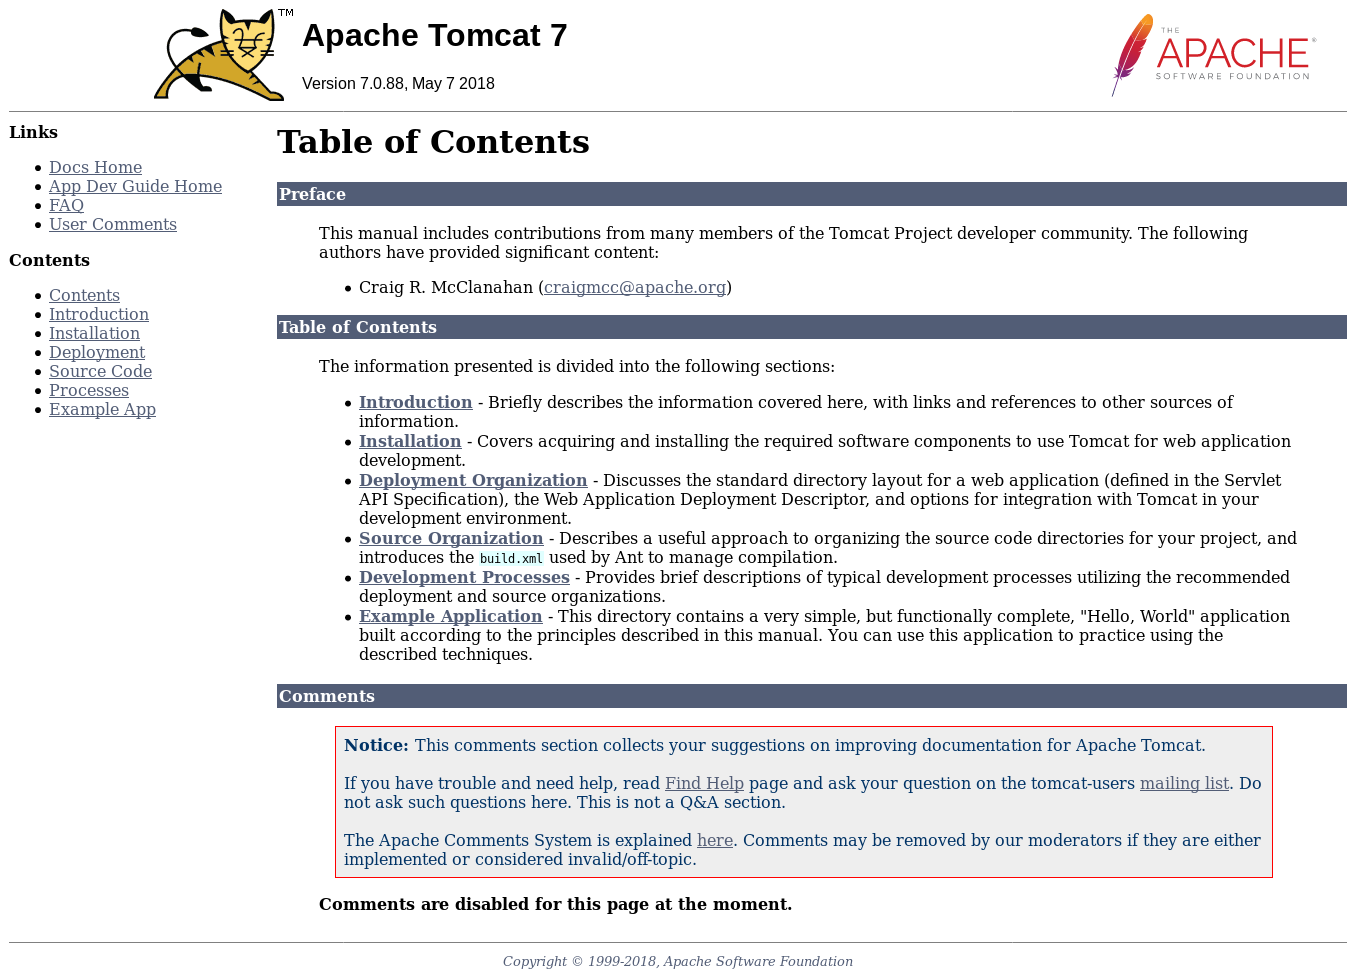 TM
Apache Tomcat 7
Version 7.0.88, May 7 2018
THE
APACHE®
SOFTWARE FOUNDATION
Links
Docs Home
App Dev Guide Home
FAQ
User Comments
Contents
Contents
Introduction
Installation
Deployment
Source Code
Processes
Example App
Table of Contents
Preface
This manual includes contributions from many members of the Tomcat Project developer community. The following
authors have provided significant content:
Craig R. McClanahan (craigmcc@apache.org)
Table of Contents
The information presented is divided into the following sections:
Introduction - Briefly describes the information covered here, with links and references to other sources of
information.
Installation - Covers acquiring and installing the required software components to use Tomcat for web application
development.
Deployment Organization - Discusses the standard directory layout for a web application (defined in the Servlet
API Specification), the Web Application Deployment Descriptor, and options for integration with Tomcat in your
development environment.
Source Organization - Describes a useful approach to organizing the source code directories for your project, and
introduces the build.xml used by Ant to manage compilation.
Development Processes - Provides brief descriptions of typical development processes utilizing the recommended
deployment and source organizations.
Example Application - This directory contains a very simple, but functionally complete, "Hello, World" application
built according to the principles described in this manual. You can use this application to practice using the
described techniques.
Comments
Notice: This comments section collects your suggestions on improving documentation for Apache Tomcat.
If you have trouble and need help, read Find Help page and ask your question on the tomcat-users mailing list. Do
not ask such questions here. This is not a Q&A section.
The Apache Comments System is explained here. Comments may be removed by our moderators if they are either
implemented or considered invalid/off-topic.
Comments are disabled for this page at the moment.
Copyright © 1999-2018, Apache Software Foundation